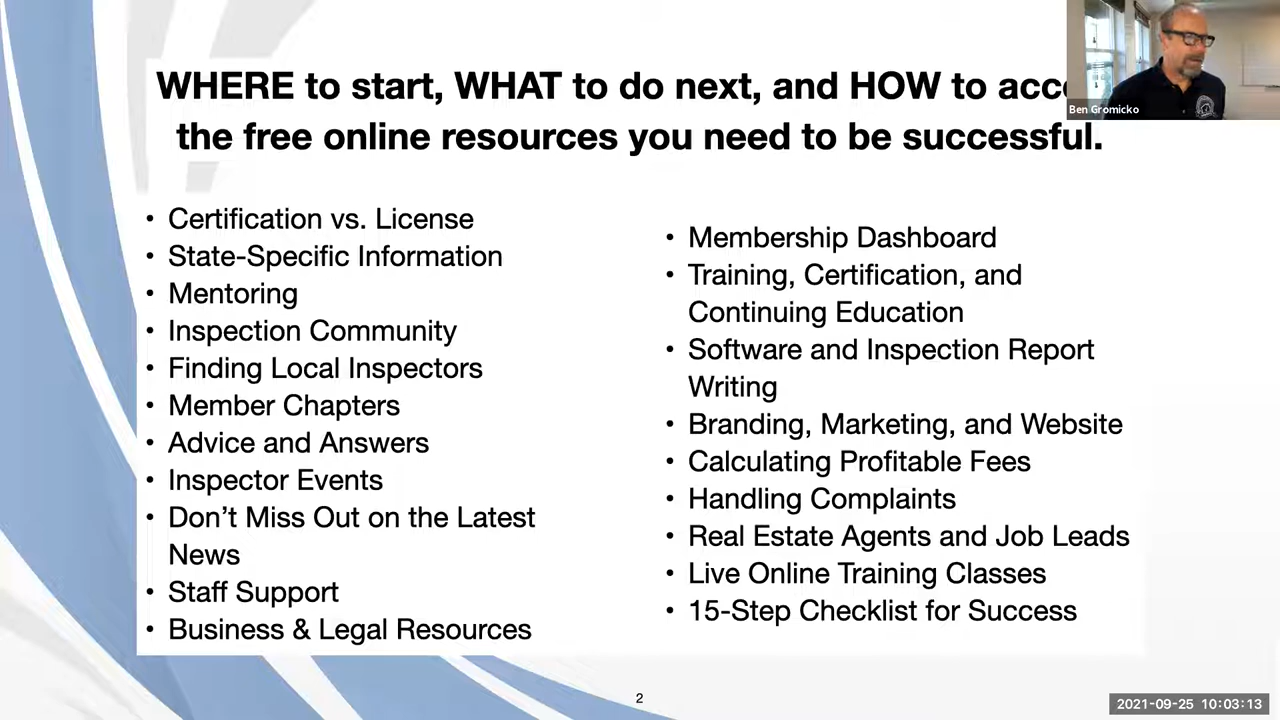 WHERE to start, WHAT to do next, and HOW to
the free online resources you need to be successful.
Ben Gromicko
• Certification vs. License
• State-Specific Information
• Mentoring
• Inspection Community
• Finding Local Inspectors
• Member Chapters
• Advice and Answers
• Inspector Events
• Don’t Miss Out on the Latest
News
• Staff Support
• Business & Legal Resources
• Membership Dashboard
• Training, Certification, and
Continuing Education
• Software and Inspection Report
Writing
• Branding, Marketing, and Website
• Calculating Profitable Fees
• Handling Complaints
• Real Estate Agents and Job Leads
• Live Online Training Classes
• 15-Step Checklist for Success
2
2021-09-25 10:03:13